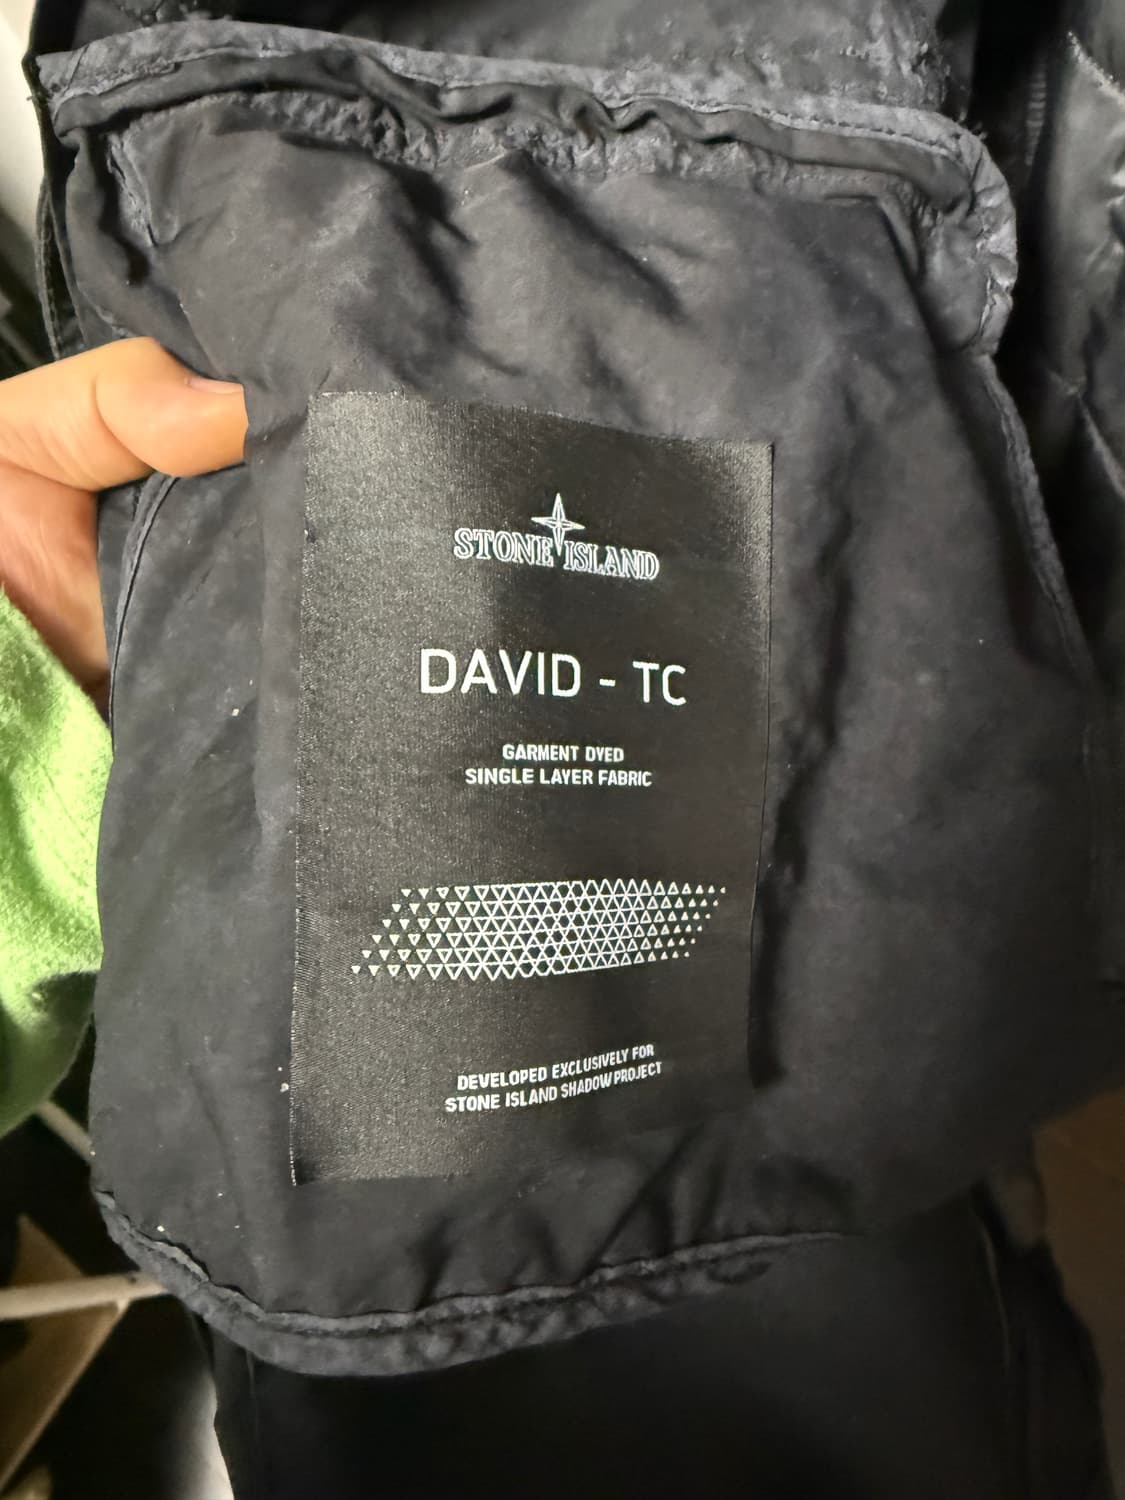 STONE ISLAND
DAVID - TC
GARMENT DYED
SINGLE LAYER FABRIC
DEVELOPED EXCLUSIVELY FOR
STONE ISLAND SHADOW PROJECT